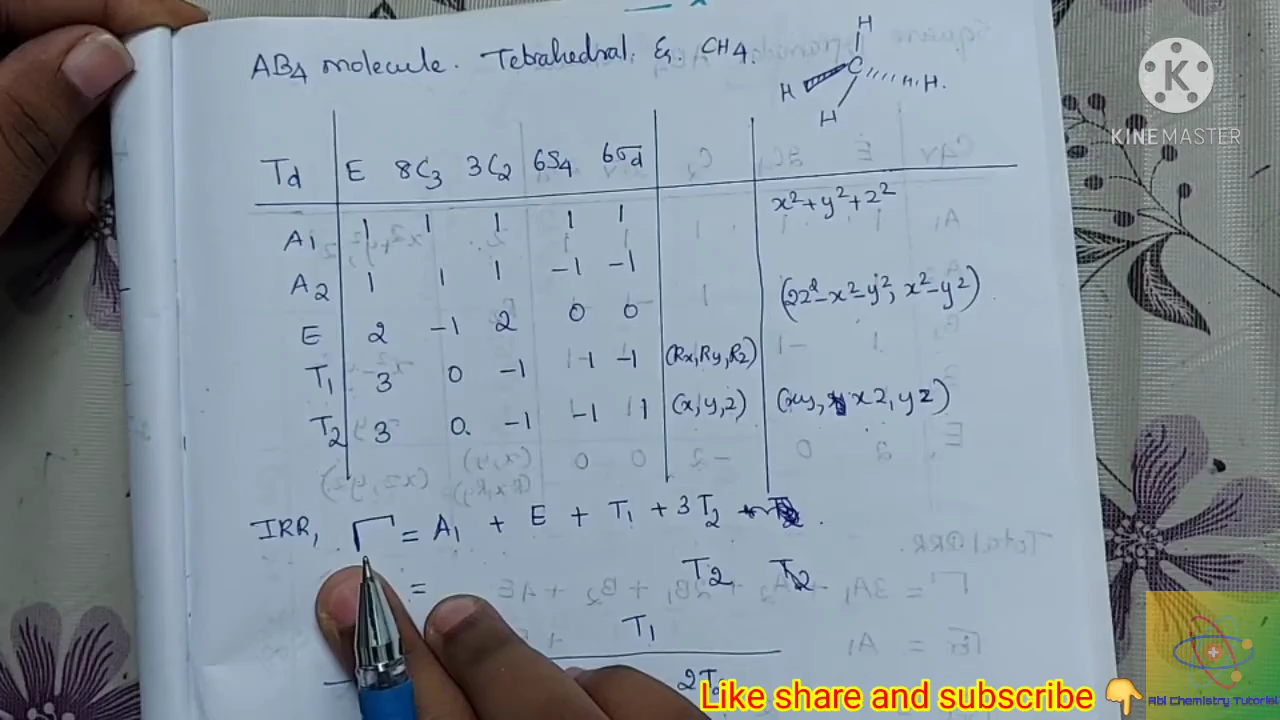 AB4 molecule. Tetrahedral. Eg. CH4.
H
C
H
H.
H
KINEMASTER
Td E 8C3 3C2 6S4 6σd
A1 1 1 1 1 1 x²+y²+z²
A2 1 1 1 -1 -1
E 2 -1 2 0 0 (2z²-x²-y², x²-y²)
T1 3 0 -1 1 -1 (Rx, Ry, Rz)
T2 3 0. -1 -1 1 (x, y, z) (xy, xz, yz)
IRR, Γ = A1 + E + T1 + 3T2
= T2, T2
T1
Like share and subscribe 👇
Abi Chemistry Tutorial